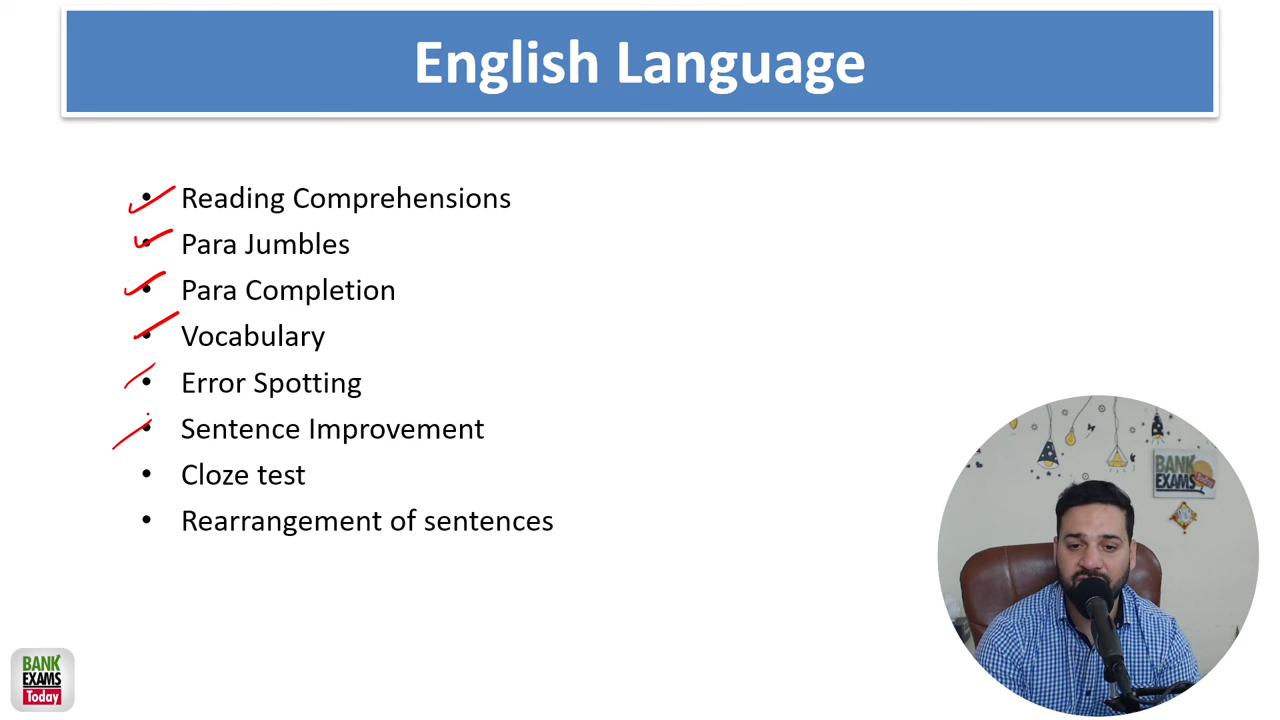 English Language
• Reading Comprehensions
• Para Jumbles
• Para Completion
• Vocabulary
• Error Spotting
• Sentence Improvement
• Cloze test
• Rearrangement of sentences
BANK
EXAMS
Today
BANK
EXAMS
Today